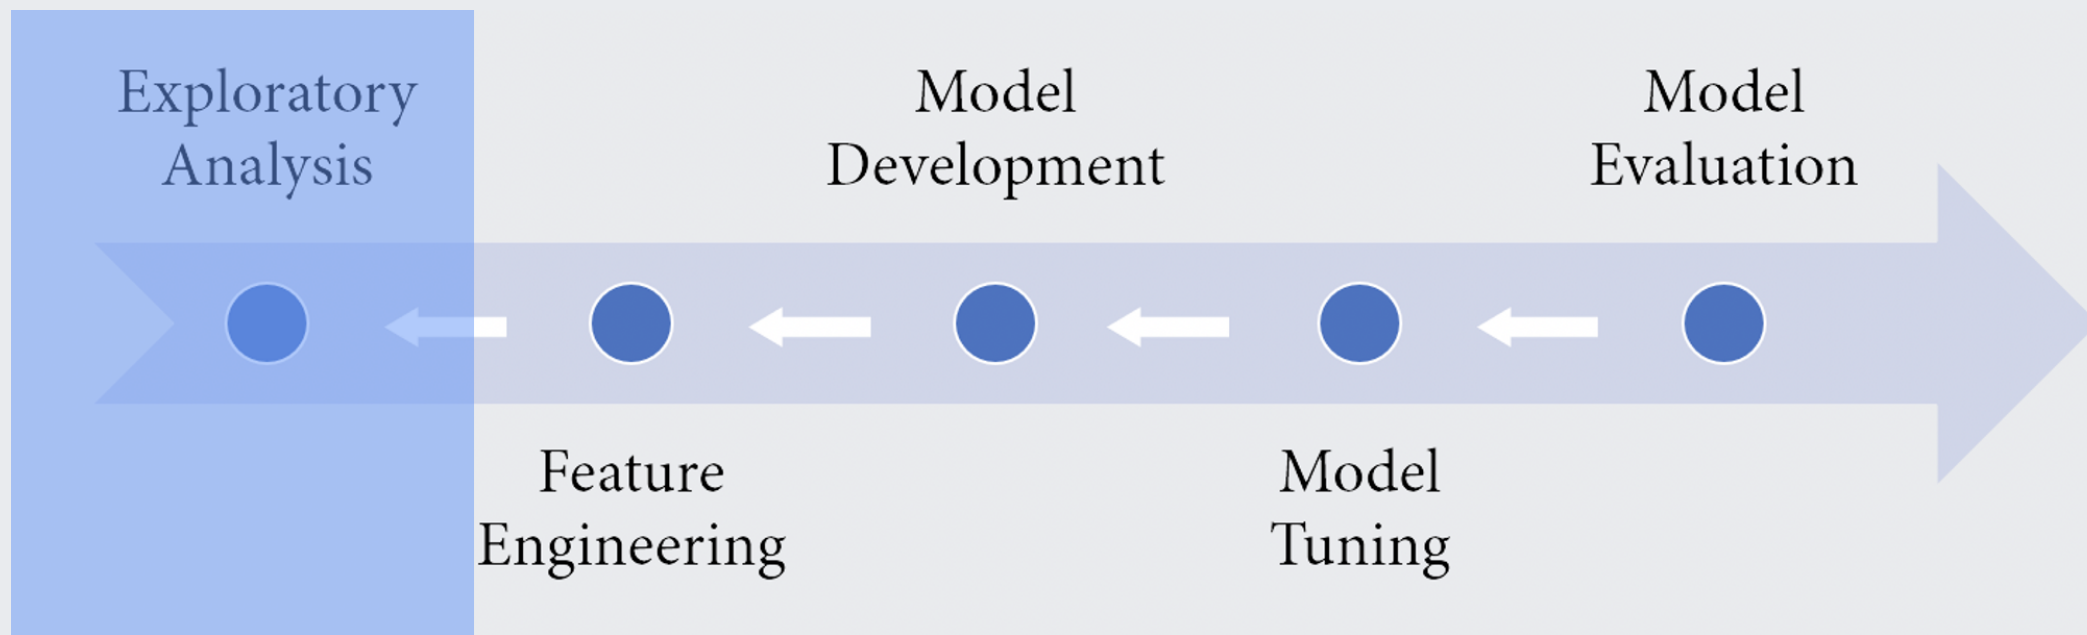 Exploratory
Analysis
Feature
Engineering
Model
Development
Model
Tuning
Model
Evaluation